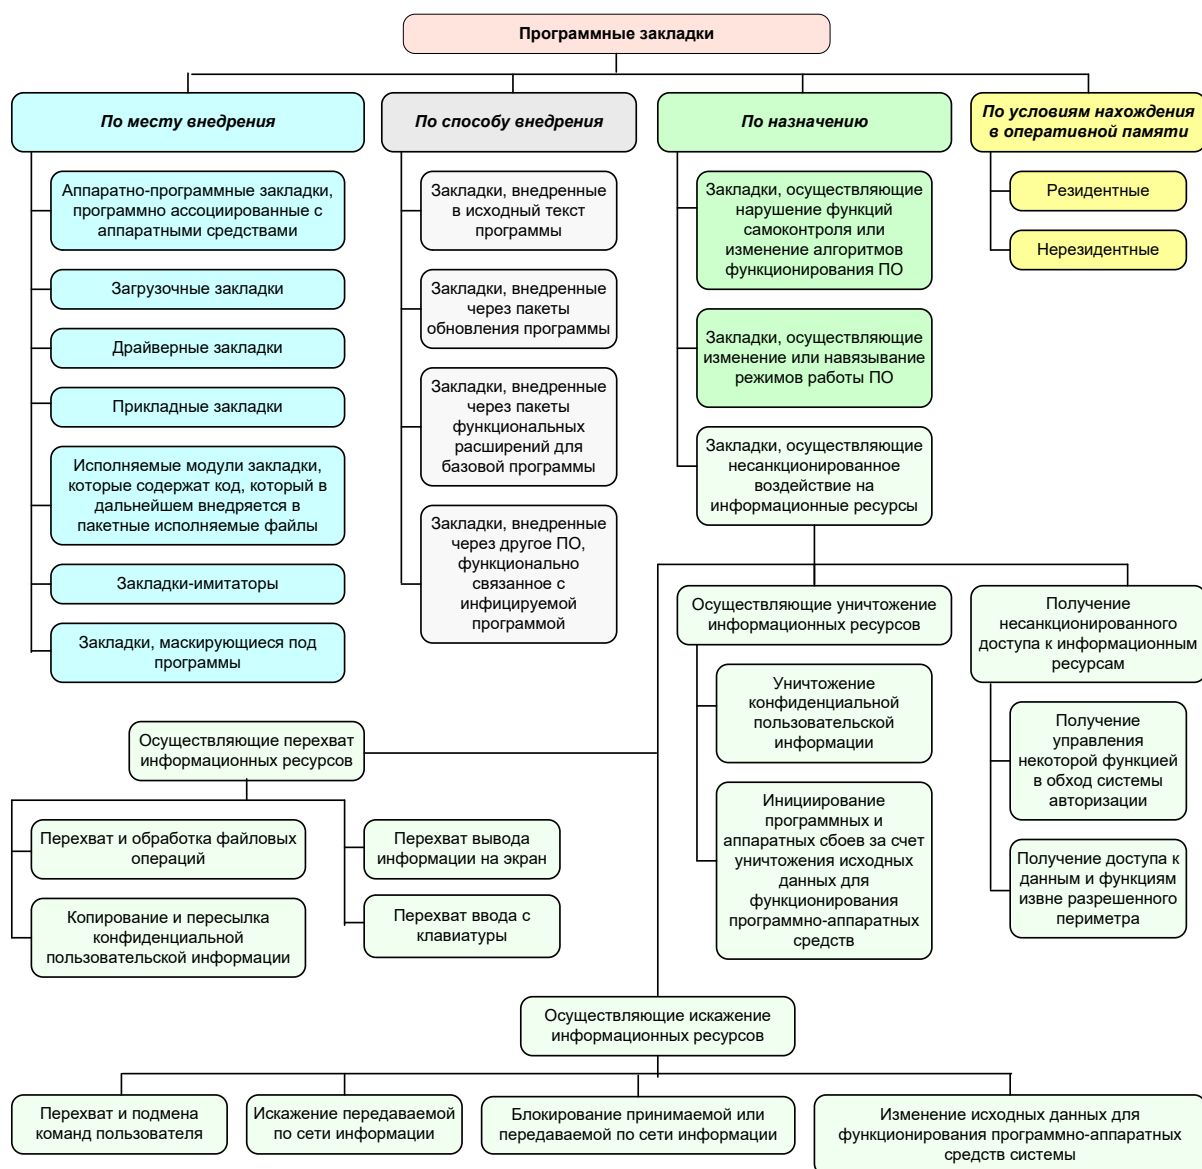 Программные закладки
По месту внедрения
Аппаратно-программные закладки,
программно ассоциированные с
аппаратными средствами
Загрузочные закладки
Драйверные закладки
Прикладные закладки
Исполняемые модули закладки,
которые содержат код, который в
дальнейшем внедряется в
пакетные исполняемые файлы
Закладки-имитаторы
Закладки, маскирующиеся под
программы
По способу внедрения
Закладки, внедренные
в исходный текст
программы
Закладки, внедренные
через пакеты
обновления программы
Закладки, внедренные
через пакеты
функциональных
расширений для
базовой программы
Закладки, внедренные
через другое ПО,
функционально
связанное с
инфицируемой
программой
По назначению
Закладки, осуществляющие
нарушение функций
самоконтроля или
изменение алгоритмов
функционирования ПО
Закладки, осуществляющие
изменение или навязывание
режимов работы ПО
Закладки, осуществляющие
несанкционированное
воздействие на
информационные ресурсы
По условиям нахождения
в оперативной памяти
Резидентные
Нерезидентные
Осуществляющие уничтожение
информационных ресурсов
Уничтожение
конфиденциальной
пользовательской
информации
Инициирование
программных и
аппаратных сбоев за счет
уничтожения исходных
данных для
функционирования
программно-аппаратных
средств
Получение
несанкционированного
доступа к информационным
ресурсам
Получение
управления
некоторой функцией
в обход системы
авторизации
Получение доступа к
данным и функциям
извне разрешенного
периметра
Осуществляющие перехват
информационных ресурсов
Перехват и обработка файловых
операций
Копирование и пересылка
конфиденциальной
пользовательской информации
Перехват вывода
информации на экран
Перехват ввода с
клавиатуры
Осуществляющие искажение
информационных ресурсов
Перехват и подмена
команд пользователя
Искажение передаваемой
по сети информации
Блокирование принимаемой или
передаваемой по сети информации
Изменение исходных данных для
функционирования программно-аппаратных
средств системы